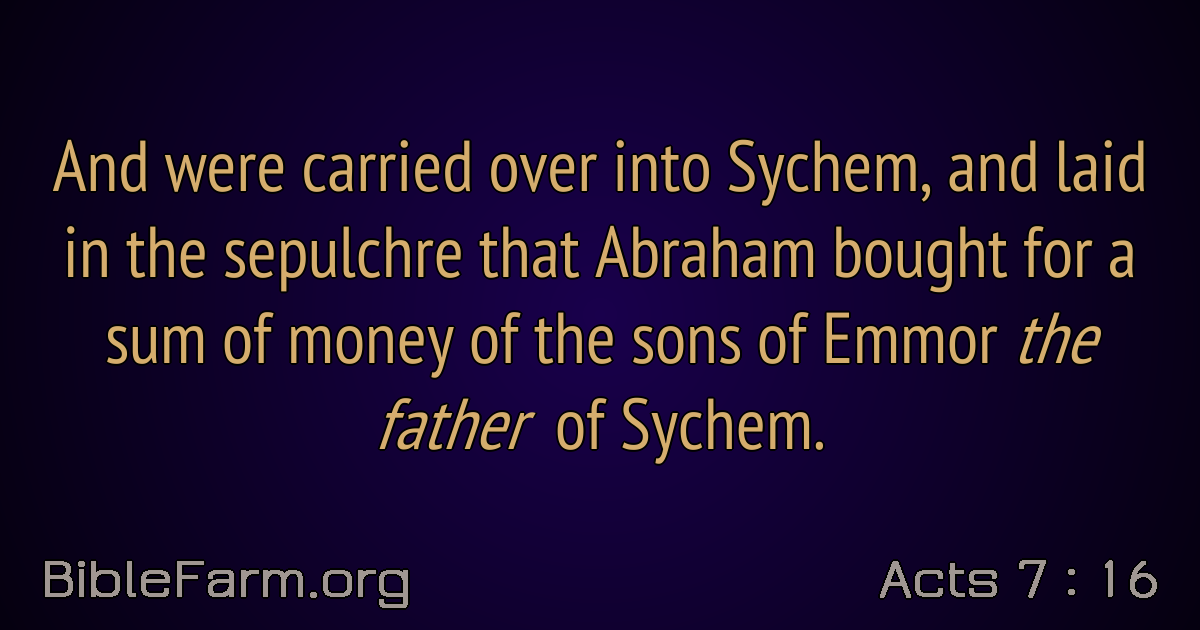 And were carried over into Sychem, and laid
in the sepulchre that Abraham bought for a
sum of money of the sons of Emmor the
father of Sychem.
BibleFarm.org
Acts 7 : 16